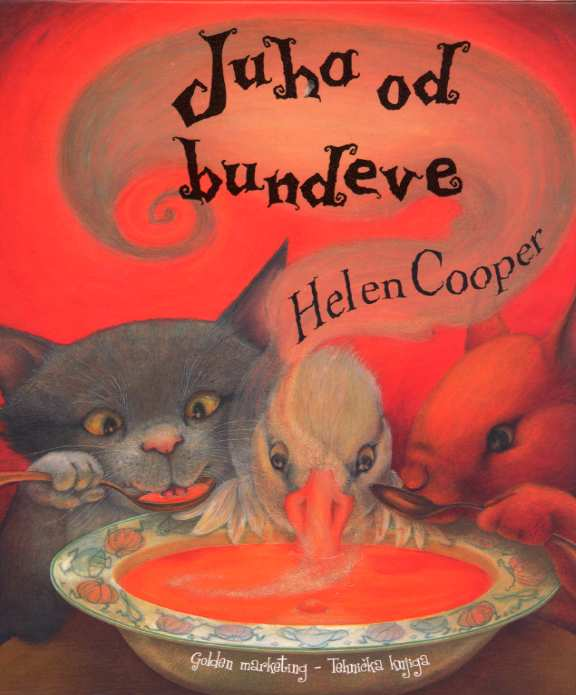 Juha od
bundeve
Helen Cooper
Golden marketing – Tehnička knjiga